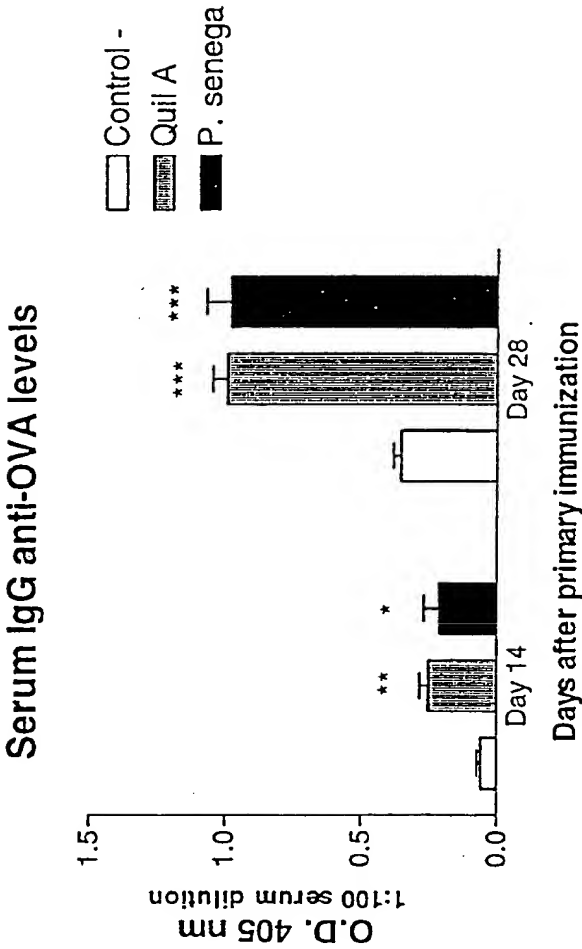 Serum IgG anti-OVA levels
Control -
Quil A
P. senega
O.D. 405 nm
1:100 serum dilution
1.5
1.0
0.5
0.0
**
*
***
***
Day 14
Day 28
Days after primary immunization